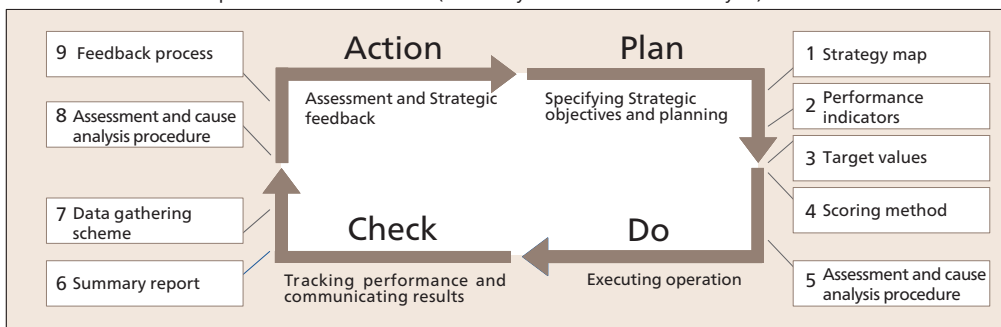 Action
Plan
9 Feedback process
1 Strategy map
Assessment and Strategic
feedback
Specifying Strategic
objectives and planning
2 Performance
indicators
8 Assessment and cause
analysis procedure
3 Target values
7 Data gathering
scheme
4 Scoring method
Check
Do
6 Summary report
Tracking performance and
communicating results
Executing operation
5 Assessment and cause
analysis procedure